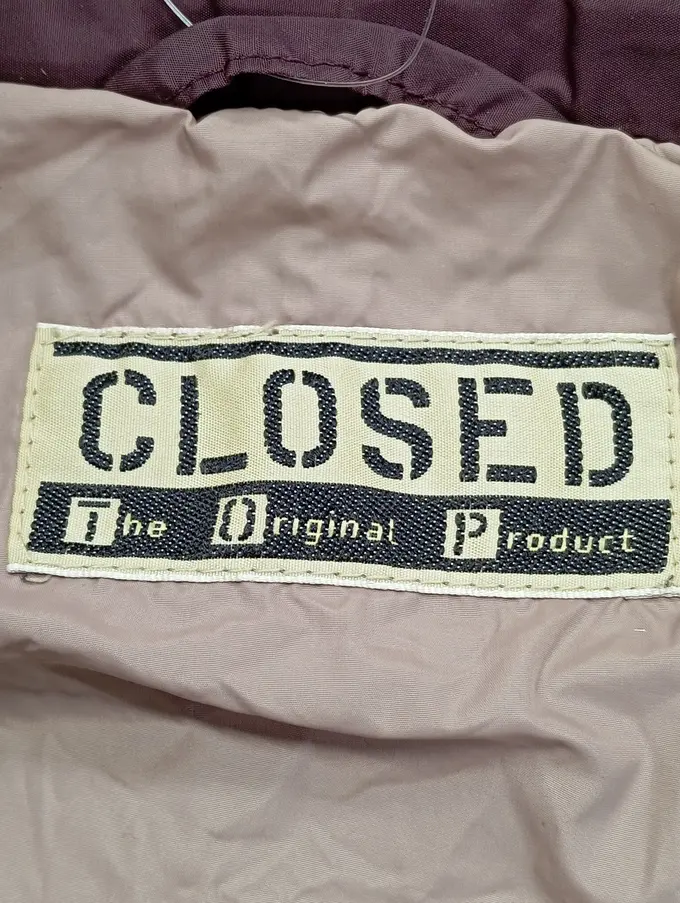 CLOSED
The Original Product